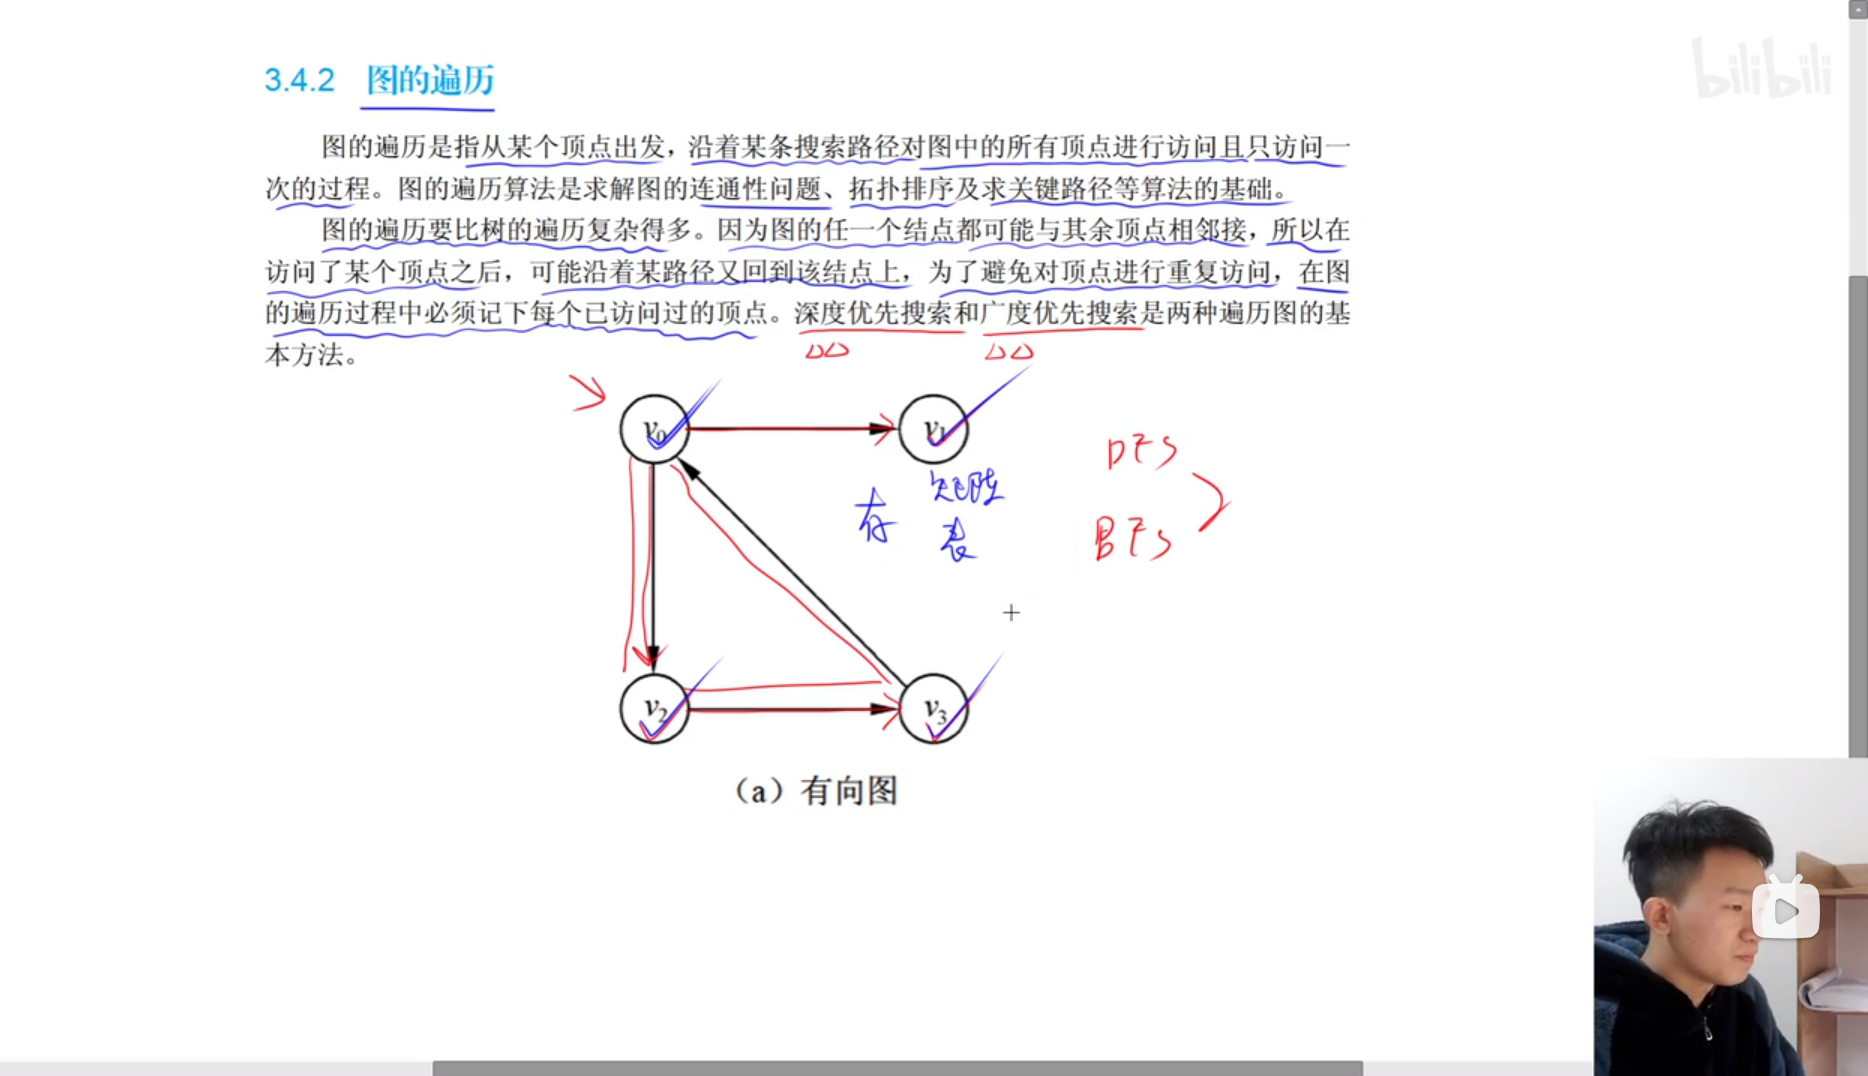 bilibili
3.4.2 图的遍历
图的遍历是指从某个顶点出发，沿着某条搜索路径对图中的所有顶点进行访问且只访问一
次的过程。图的遍历算法是求解图的连通性问题、拓扑排序及求关键路径等算法的基础。
图的遍历要比树的遍历复杂得多。因为图的任一个结点都可能与其余顶点相邻接，所以在
访问了某个顶点之后，可能沿着某路径又回到该结点上，为了避免对顶点进行重复访问，在图
的遍历过程中必须记下每个已访问过的顶点。深度优先搜索和广度优先搜索是两种遍历图的基
本方法。
v0 v1
DFS
矩阵
存
表
BFS
v2 v3
（a）有向图